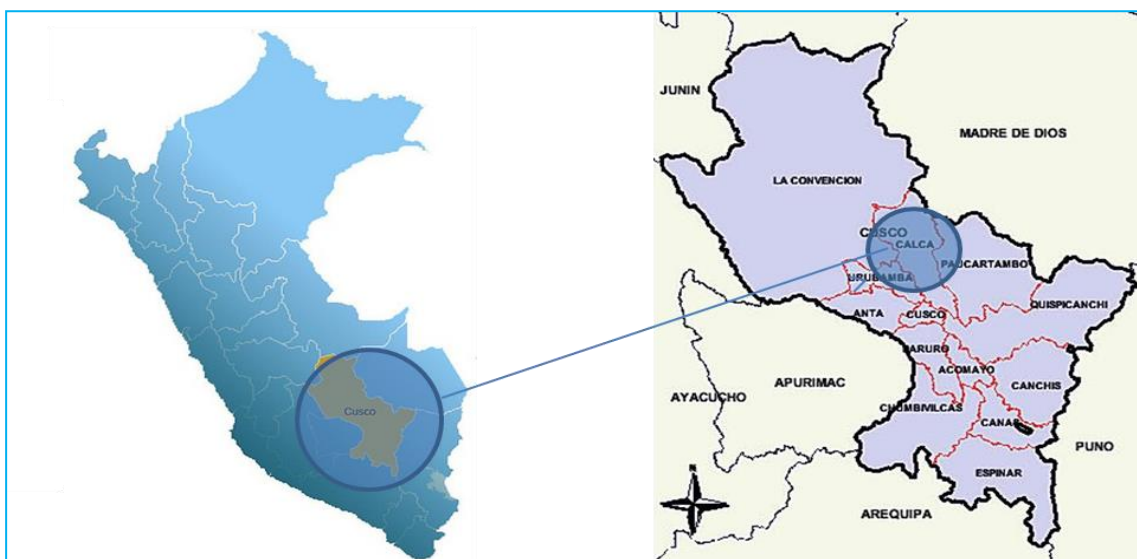 Cusco
JUNIN
MADRE DE DIOS
LA CONVENCION
CUSCO
CALCA
PAUCARTAMBO
URUBAMBA
QUISPICANCHI
ANTA
CUSCO
PARURO
ACOMAYO
APURIMAC
CANCHIS
AYACUCHO
CHUMBIVILCAS
CANAS
PUNO
ESPINAR
N
AREQUIPA